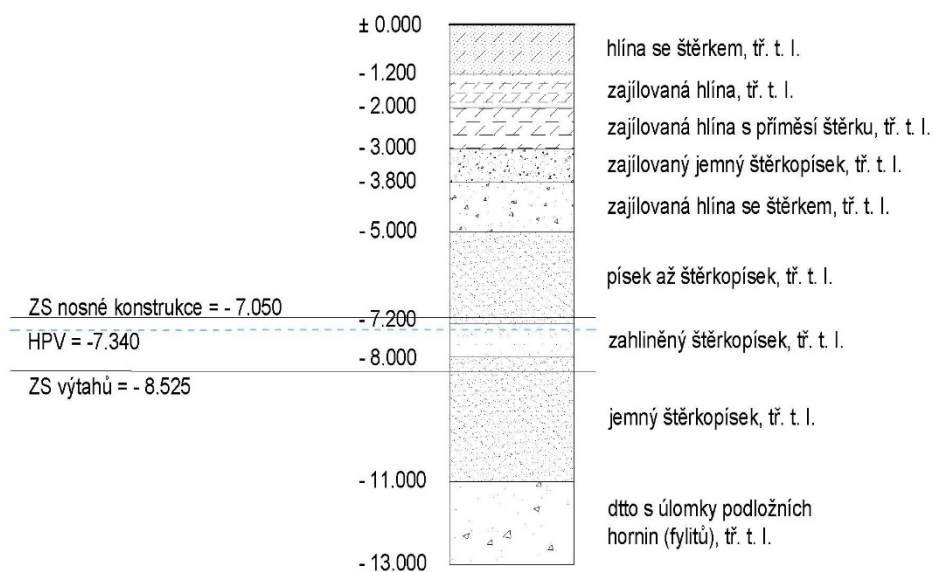 ± 0.000
hlína se štěrkem, tř. t. I.
- 1.200
zajílovaná hlína, tř. t. I.
- 2.000
zajílovaná hlína s příměsí štěrku, tř. t. I.
- 3.000
zajílovaný jemný štěrkopísek, tř. t. I.
- 3.800
zajílovaná hlína se štěrkem, tř. t. I.
- 5.000
písek až štěrkopísek, tř. t. I.
ZS nosné konstrukce = - 7.050
- 7.200
HPV = -7.340
zahliněný štěrkopísek, tř. t. I.
- 8.000
ZS výtahů = - 8.525
jemný štěrkopísek, tř. t. I.
- 11.000
dtto s úlomky podložních
hornin (fylitů), tř. t. I.
- 13.000